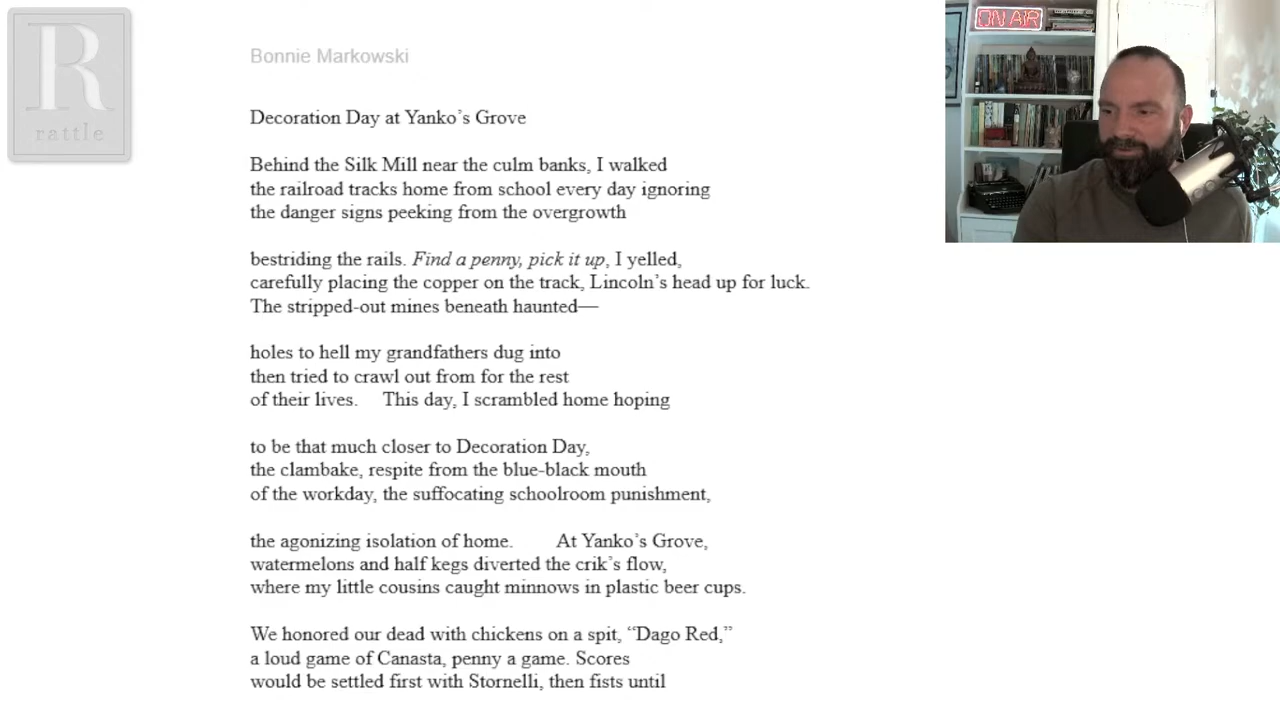 R
rattle
ON AIR
Bonnie Markowski
Decoration Day at Yanko’s Grove
Behind the Silk Mill near the culm banks, I walked
the railroad tracks home from school every day ignoring
the danger signs peeking from the overgrowth
bestriding the rails. Find a penny, pick it up, I yelled,
carefully placing the copper on the track, Lincoln’s head up for luck.
The stripped-out mines beneath haunted—
holes to hell my grandfathers dug into
then tried to crawl out from for the rest
of their lives. This day, I scrambled home hoping
to be that much closer to Decoration Day,
the clambake, respite from the blue-black mouth
of the workday, the suffocating schoolroom punishment,
the agonizing isolation of home. At Yanko’s Grove,
watermelons and half kegs diverted the crik’s flow,
where my little cousins caught minnows in plastic beer cups.
We honored our dead with chickens on a spit, “Dago Red,”
a loud game of Canasta, penny a game. Scores
would be settled first with Stornelli, then fists until